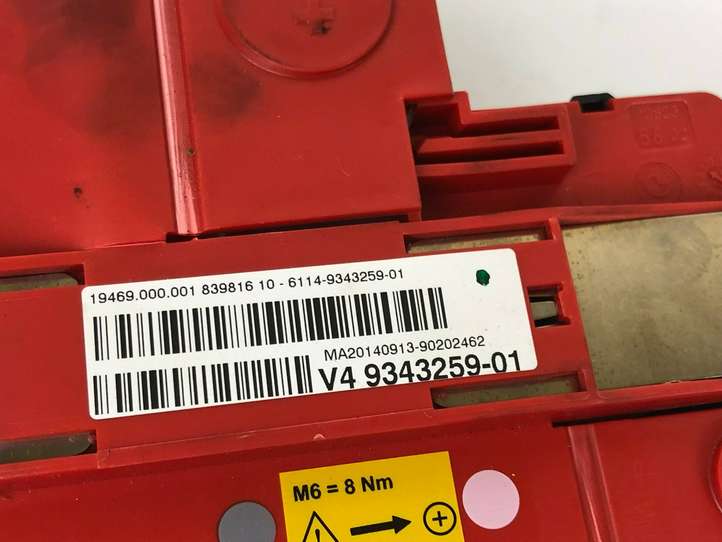 19469.000.001 839816 10 - 6114-9343259-01
MA20140913-90202462
V4 9343259-01
M6 = 8 Nm